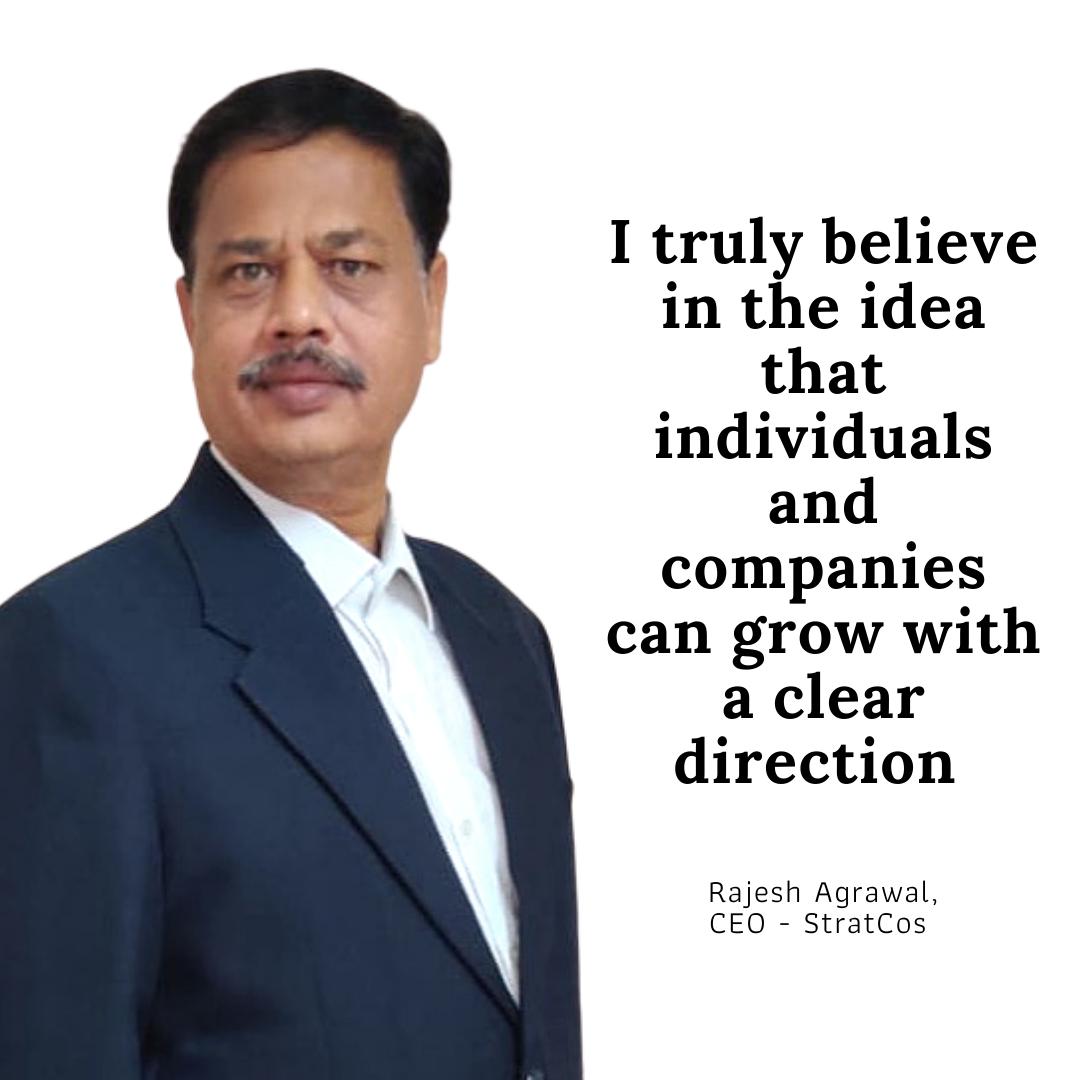 I truly believe
in the idea
that
individuals
and
companies
can grow with
a clear
direction
Rajesh Agrawal,
CEO - StratCos